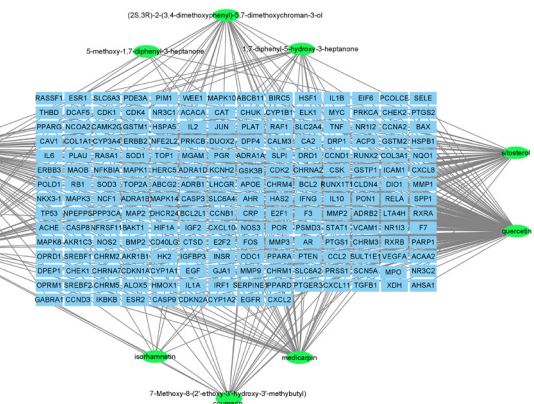 (2S,3R)-2-(3,4-dimethoxyphenyl)-5,7-dimethoxychroman-3-ol
5-methoxy-1,7-diphenyl-3-heptanone 1,7-diphenyl-5-hydroxy-3-heptanone
RASSF1 ESR1 SLC6A3 PDE3A PIM1 WEE1 MAPK10 ABCB11 BIRC5 HSF1 IL1B EIF6 PCOLCE SELE
THBD DCAF5 CDK1 CDK4 NR3C1 ACACA CAT CHUK CYP1B1 ELK1 MYC PRKCA CHEK2 PTGS2
PPARG NCOA2 CAMK2G GSTM1 HSPA5 IL2 JUN PLAT RAF1 SLC2A4 TNF NR1I2 CCNA2 BAX
CAV1 COL1A1 CYP3A4 ERBB2 NFE2L2 PRKCB DUOX2 DPP4 CALM3 CA2 DRP1 ACP3 GSTM2 HSPB1
IL6 PLAU RASA1 SOD1 TOP1 MGAM PGR ADRA1A SLPI DRD1 CCND1 RUNX2 COL3A1 NQO1
ERBB3 MAOB NFKBIA MAPK1 HERC5 ADRA1D KCNH2 GSK3B CDK2 CHRNA7 CSK GSTP1 ICAM1 CXCL8
POLD1 RB1 SOD3 TOP2A ABCG2 ADRB1 LHCGR APOE CHRM4 BCL2 RUNX1T1 CLDN4 DIO1 MMP1
NKX3-1 MAPK3 NCF1 ADRA1B MAPK14 CASP3 SLC6A4 AHR HAS2 IFNG IL10 PON1 RELA SPP1
TP53 NPEPPS PPP3CA MAP2 DHCR24 BCL2L1 CCNB1 CRP E2F1 F3 MMP2 ADRB2 LTA4H RXRA
ACHE CASP8 TNFRSF11B AKT1 HIF1A IGF2 CXCL10 NOS3 POR PSMD3 STAT1 VCAM1 NR1I3 F7
MAPK8 AKR1C3 NOS2 BMP2 CD40LG CTSD E2F2 FOS MMP3 AR PTGS1 CHRM3 RXRB PARP1
OPRD1 SREBF1 CHRM2 AKR1B1 HK2 IGFBP3 INSR ODC1 PPARA PTEN CCL2 SULT1E1 VEGFA ACAA2
DPEP1 CHEK1 CHRNA7 CDKN1A CYP1A1 EGF GJA1 MMP9 CHRM1 SLC6A2 PRSS1 SCN5A MPO NR3C2
OPRM1 SREBF2 CHRM5 ALOX5 HMOX1 IL1A IRF1 SERPINE1 PPARD PTGER3 CXCL11 TGFB1 XDH AHSA1
GABRA1 CCND3 IKBKB ESR2 CASP9 CDKN2A CYP1A2 EGFR CXCL2
sitosterol
quercetin
isorhamnetin medicarpin
7-Methoxy-8-(2'-ethoxy-3'-hydroxy-3'-methybutyl)